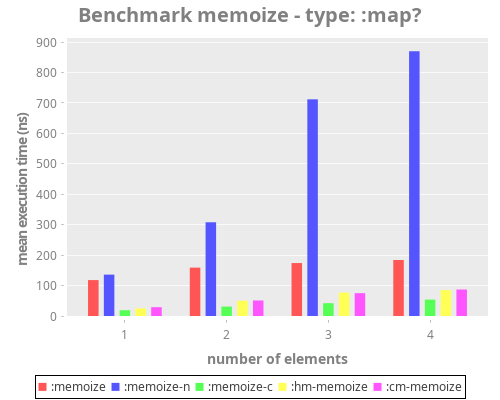 Benchmark memoize - type: :map?
mean execution time (ns)
900
800
700
600
500
400
300
200
100
0
1 2 3 4
number of elements
:memoize :memoize-n :memoize-c :hm-memoize :cm-memoize